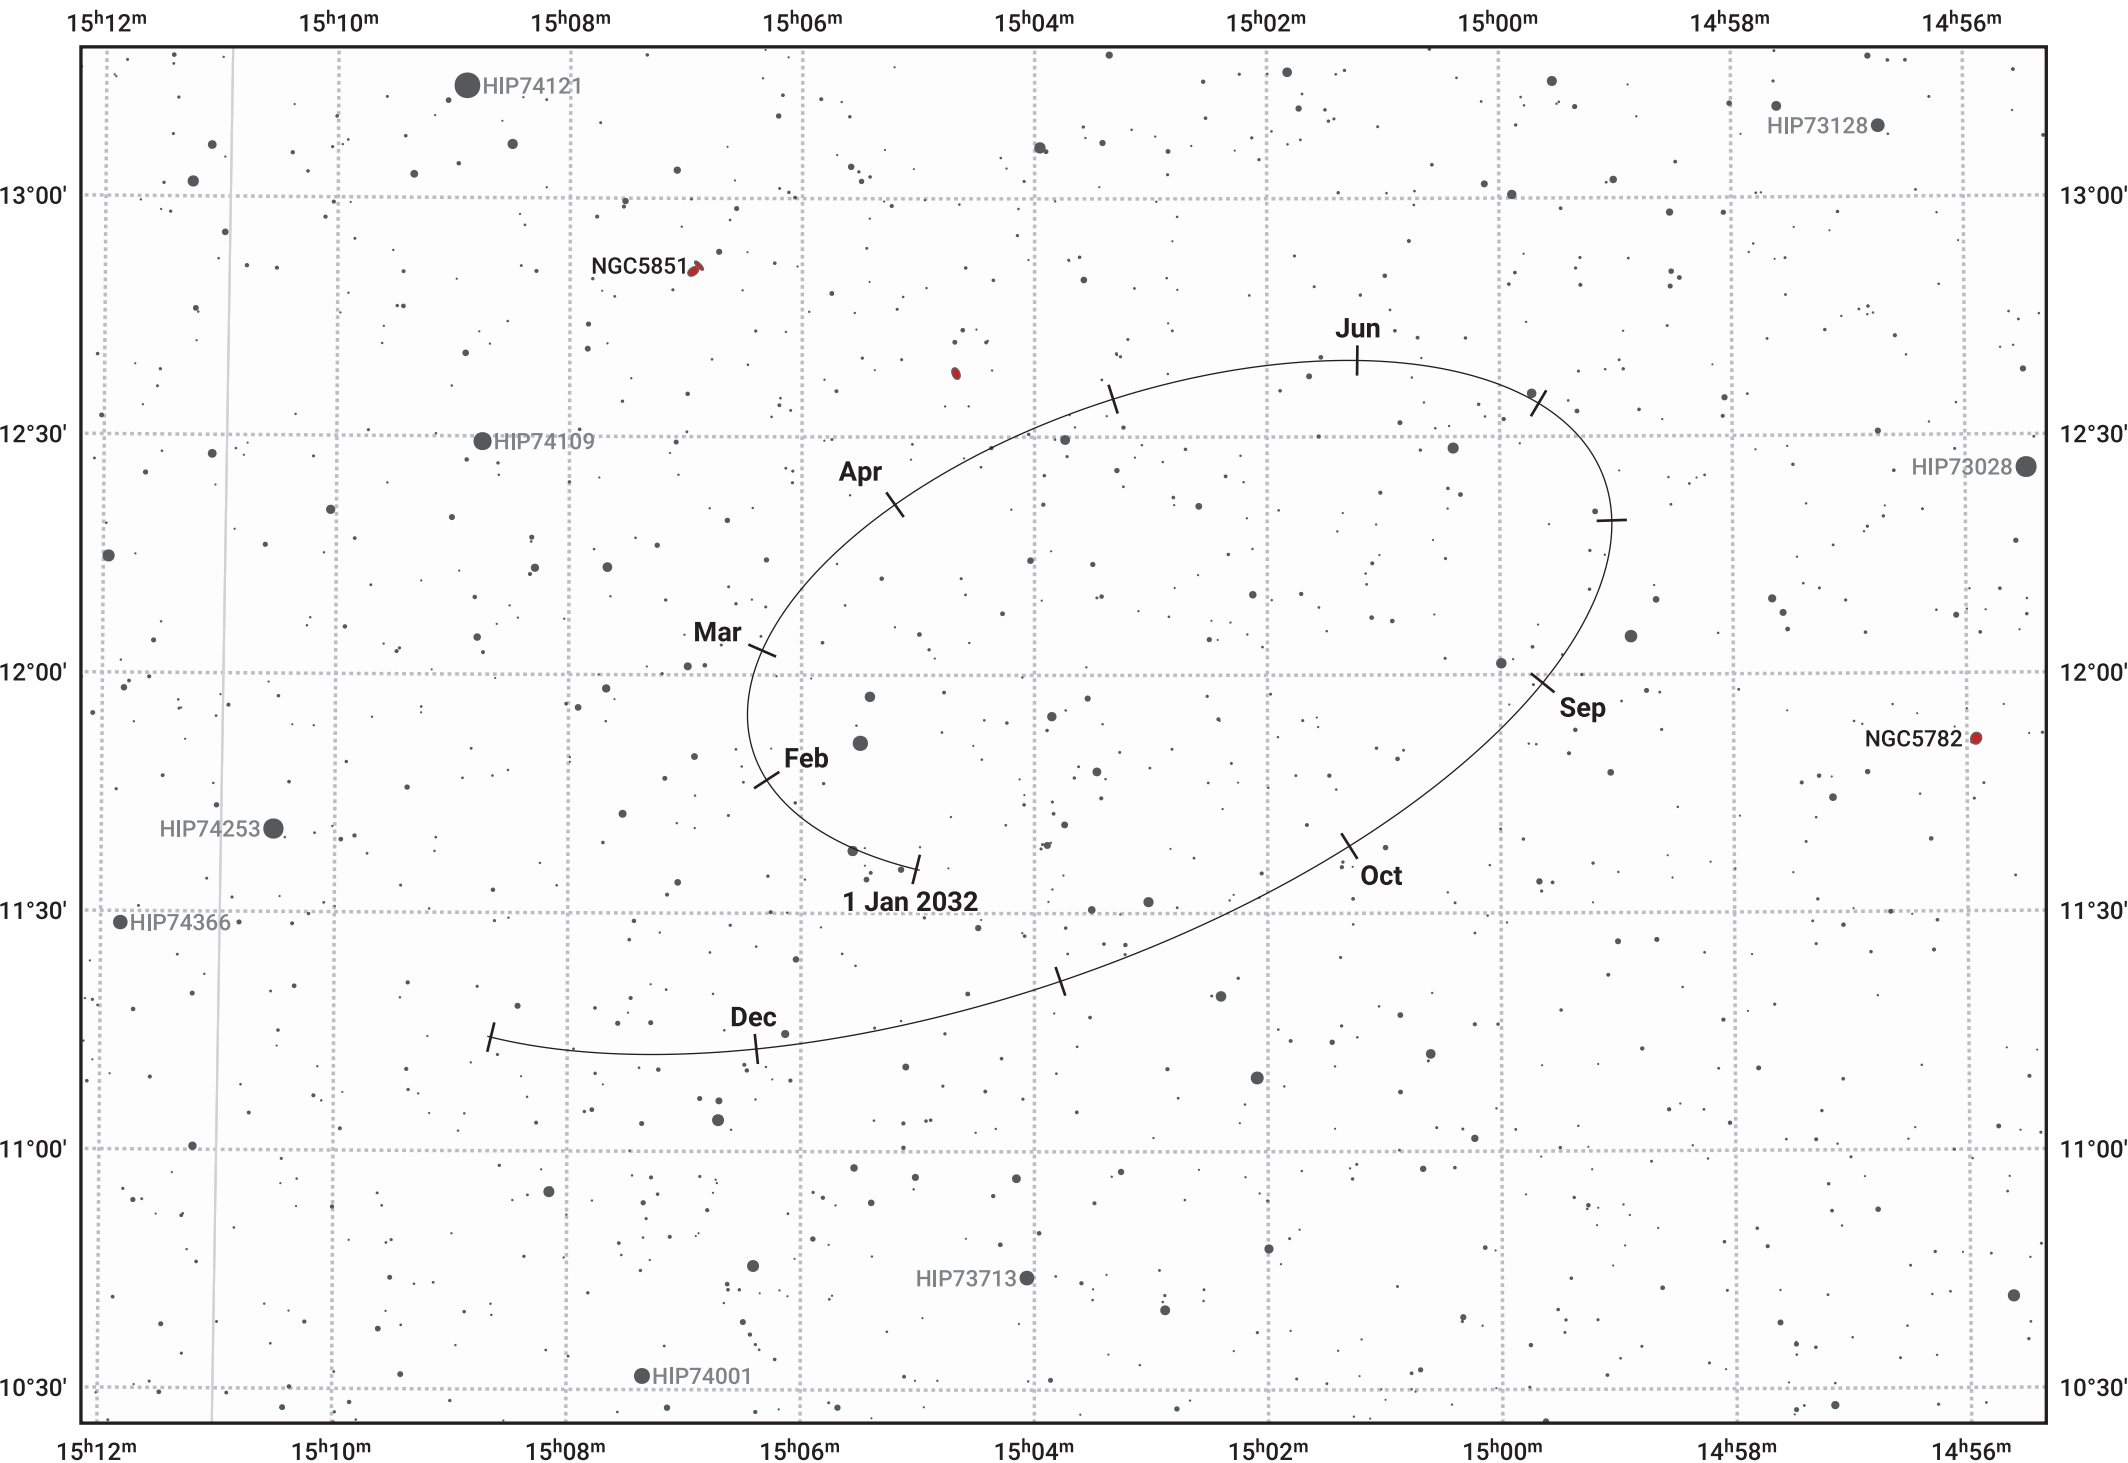 15ʰ12ᵐ 15ʰ10ᵐ 15ʰ08ᵐ 15ʰ06ᵐ 15ʰ04ᵐ 15ʰ02ᵐ 15ʰ00ᵐ 14ʰ58ᵐ 14ʰ56ᵐ
HIP74121
HIP73128
13°00' 13°00'
NGC5851
Jun
12°30' 12°30'
HIP74109
HIP73028
Apr
Mar
12°00' 12°00'
Sep
NGC5782
Feb
HIP74253
Oct
1 Jan 2032
11°30' 11°30'
HIP74366
Dec
11°00' 11°00'
HIP73713
HIP74001
10°30' 10°30'
15ʰ12ᵐ 15ʰ10ᵐ 15ʰ08ᵐ 15ʰ06ᵐ 15ʰ04ᵐ 15ʰ02ᵐ 15ʰ00ᵐ 14ʰ58ᵐ 14ʰ56ᵐ